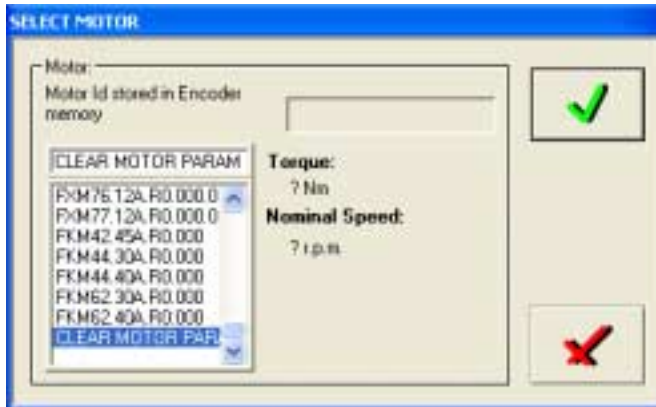 SELECT MOTOR
Motor
Motor Id stored in Encoder
memory
CLEAR MOTOR PARAM
Torque:
? Nm
Nominal Speed:
? r.p.m.
FXM76.12A.R0.000.0
FXM77.12A.R0.000.0
FKM42.45A.R0.000
FKM44.30A.R0.000
FKM44.40A.R0.000
FKM62.30A.R0.000
FKM62.40A.R0.000
CLEAR MOTOR PAR